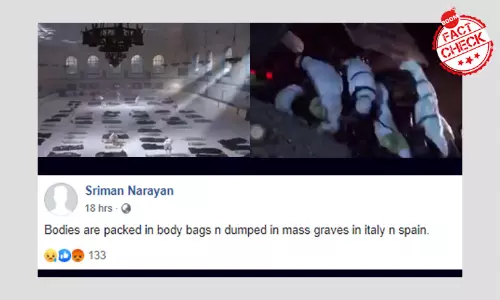 BOOM
FACT
CHECK
Sriman Narayan
18 hrs ·
Bodies are packed in body bags n dumped in mass graves in italy n spain.
133